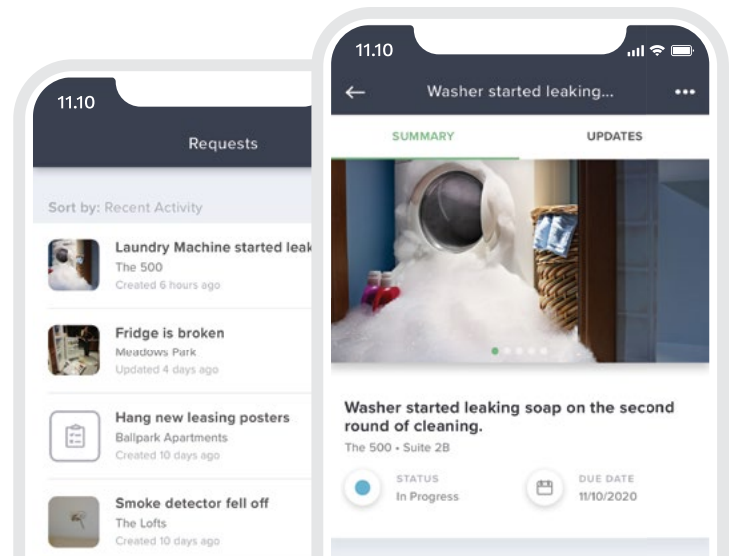 11.10
Requests
Sort by: Recent Activity
Laundry Machine started leak
The 500
Created 6 hours ago
Fridge is broken
Meadows Park
Updated 4 days ago
Hang new leasing posters
Ballpark Apartments
Created 10 days ago
Smoke detector fell off
The Lofts
Created 10 days ago
11.10
Washer started leaking...
SUMMARY
UPDATES
Washer started leaking soap on the second
round of cleaning.
The 500 • Suite 2B
STATUS
In Progress
DUE DATE
11/10/2020